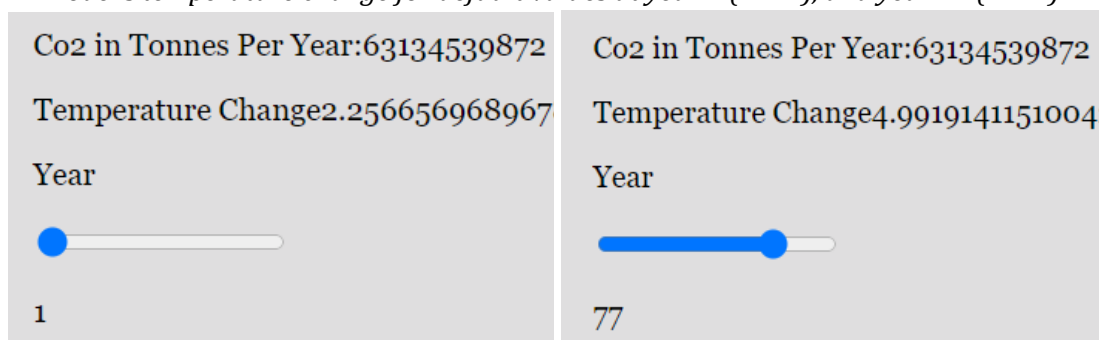 Co2 in Tonnes Per Year:63134539872
Temperature Change2.256656968967
Year
1
Co2 in Tonnes Per Year:63134539872
Temperature Change4.9919141151004
Year
77